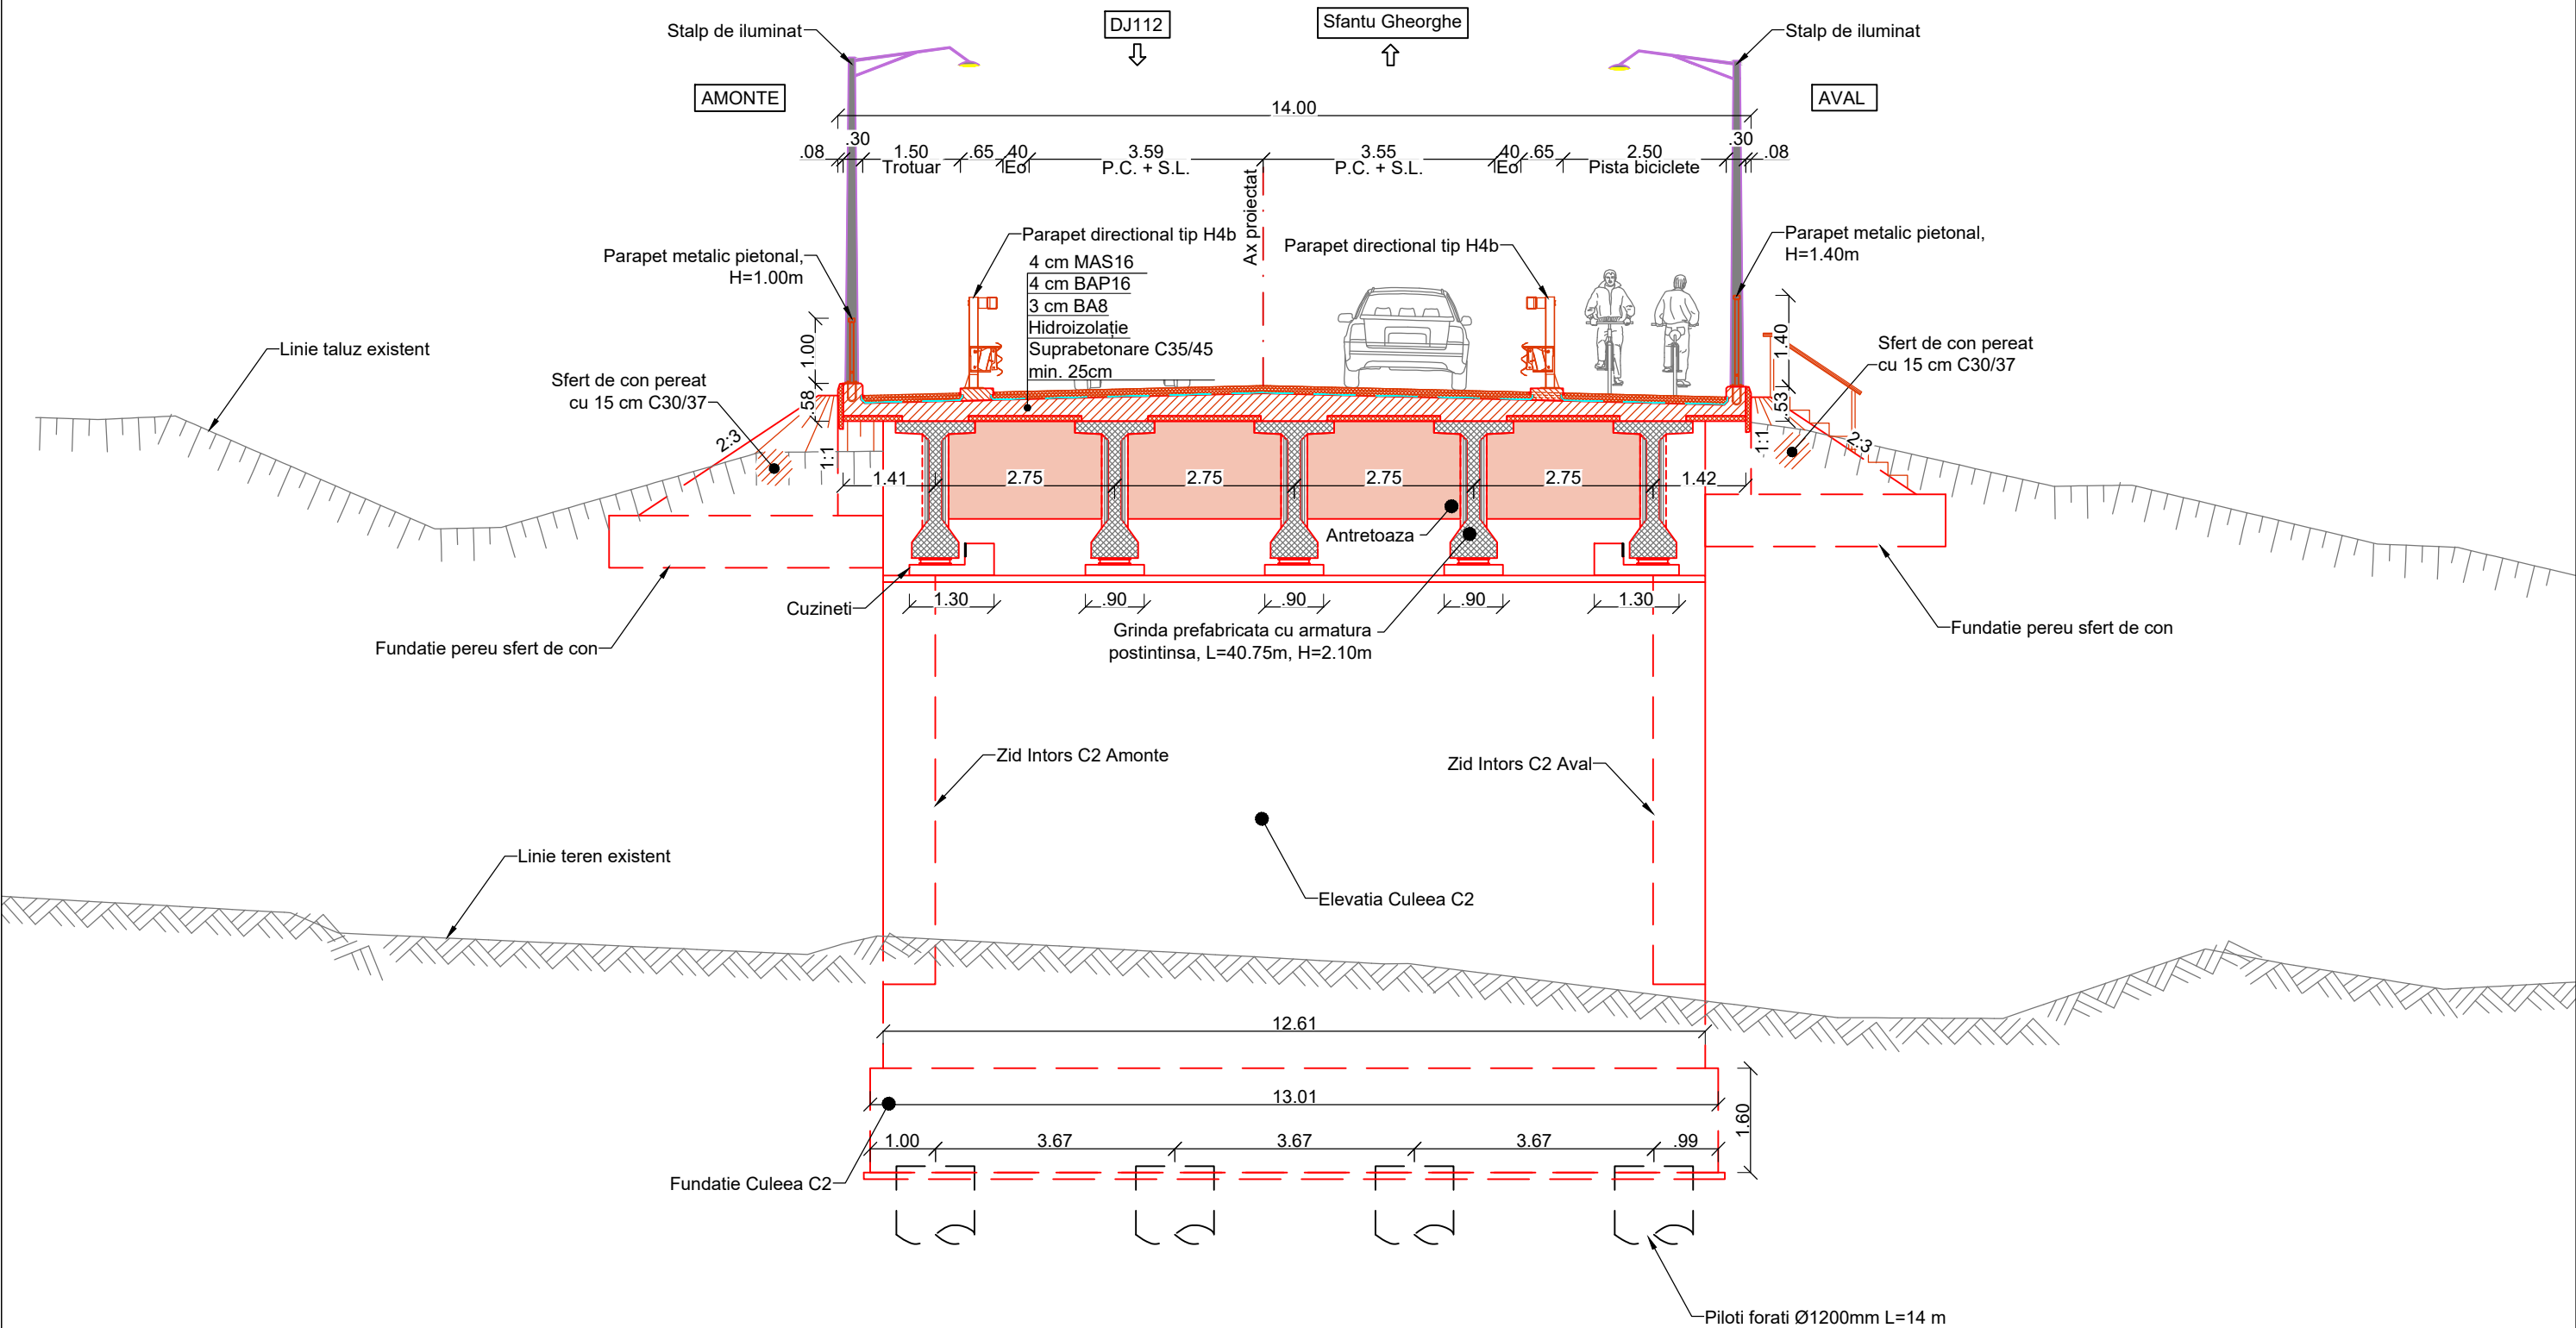 DJ112
Sfantu Gheorghe
Stalp de iluminat
Stalp de iluminat
AMONTE
AVAL
14.00
.30
.30
.08
1.50
.65
.40
3.59
3.55
.40
.65
2.50
.08
Trotuar
Eo
P.C. + S.L.
P.C. + S.L.
Eo
Pista biciclete
Ax proiectat
Parapet directional tip H4b
Parapet directional tip H4b
Parapet metalic pietonal,
H=1.00m
Parapet metalic pietonal,
H=1.40m
4 cm MAS16
4 cm BAP16
3 cm BA8
Hidroizolație
Suprabetonare C35/45
min. 25cm
Linie taluz existent
1.00
1.40
Sfert de con pereat
cu 15 cm C30/37
Sfert de con pereat
cu 15 cm C30/37
.58
.53
2:3
1:1
1:1
2:3
1.41
2.75
2.75
2.75
2.75
1.42
Antretoaza
Cuzineti
1.30
.90
.90
.90
1.30
Grinda prefabricata cu armatura
postintinsa, L=40.75m, H=2.10m
Fundatie pereu sfert de con
Fundatie pereu sfert de con
Zid Intors C2 Amonte
Zid Intors C2 Aval
Linie teren existent
Elevatia Culeea C2
12.61
13.01
1.60
1.00
3.67
3.67
3.67
.99
Fundatie Culeea C2
Piloti forati Ø1200mm L=14 m